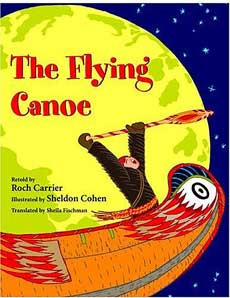 The Flying
Canoe
Retold by
Roch Carrier
Illustrated by Sheldon Cohen
Translated by Sheila Fischman